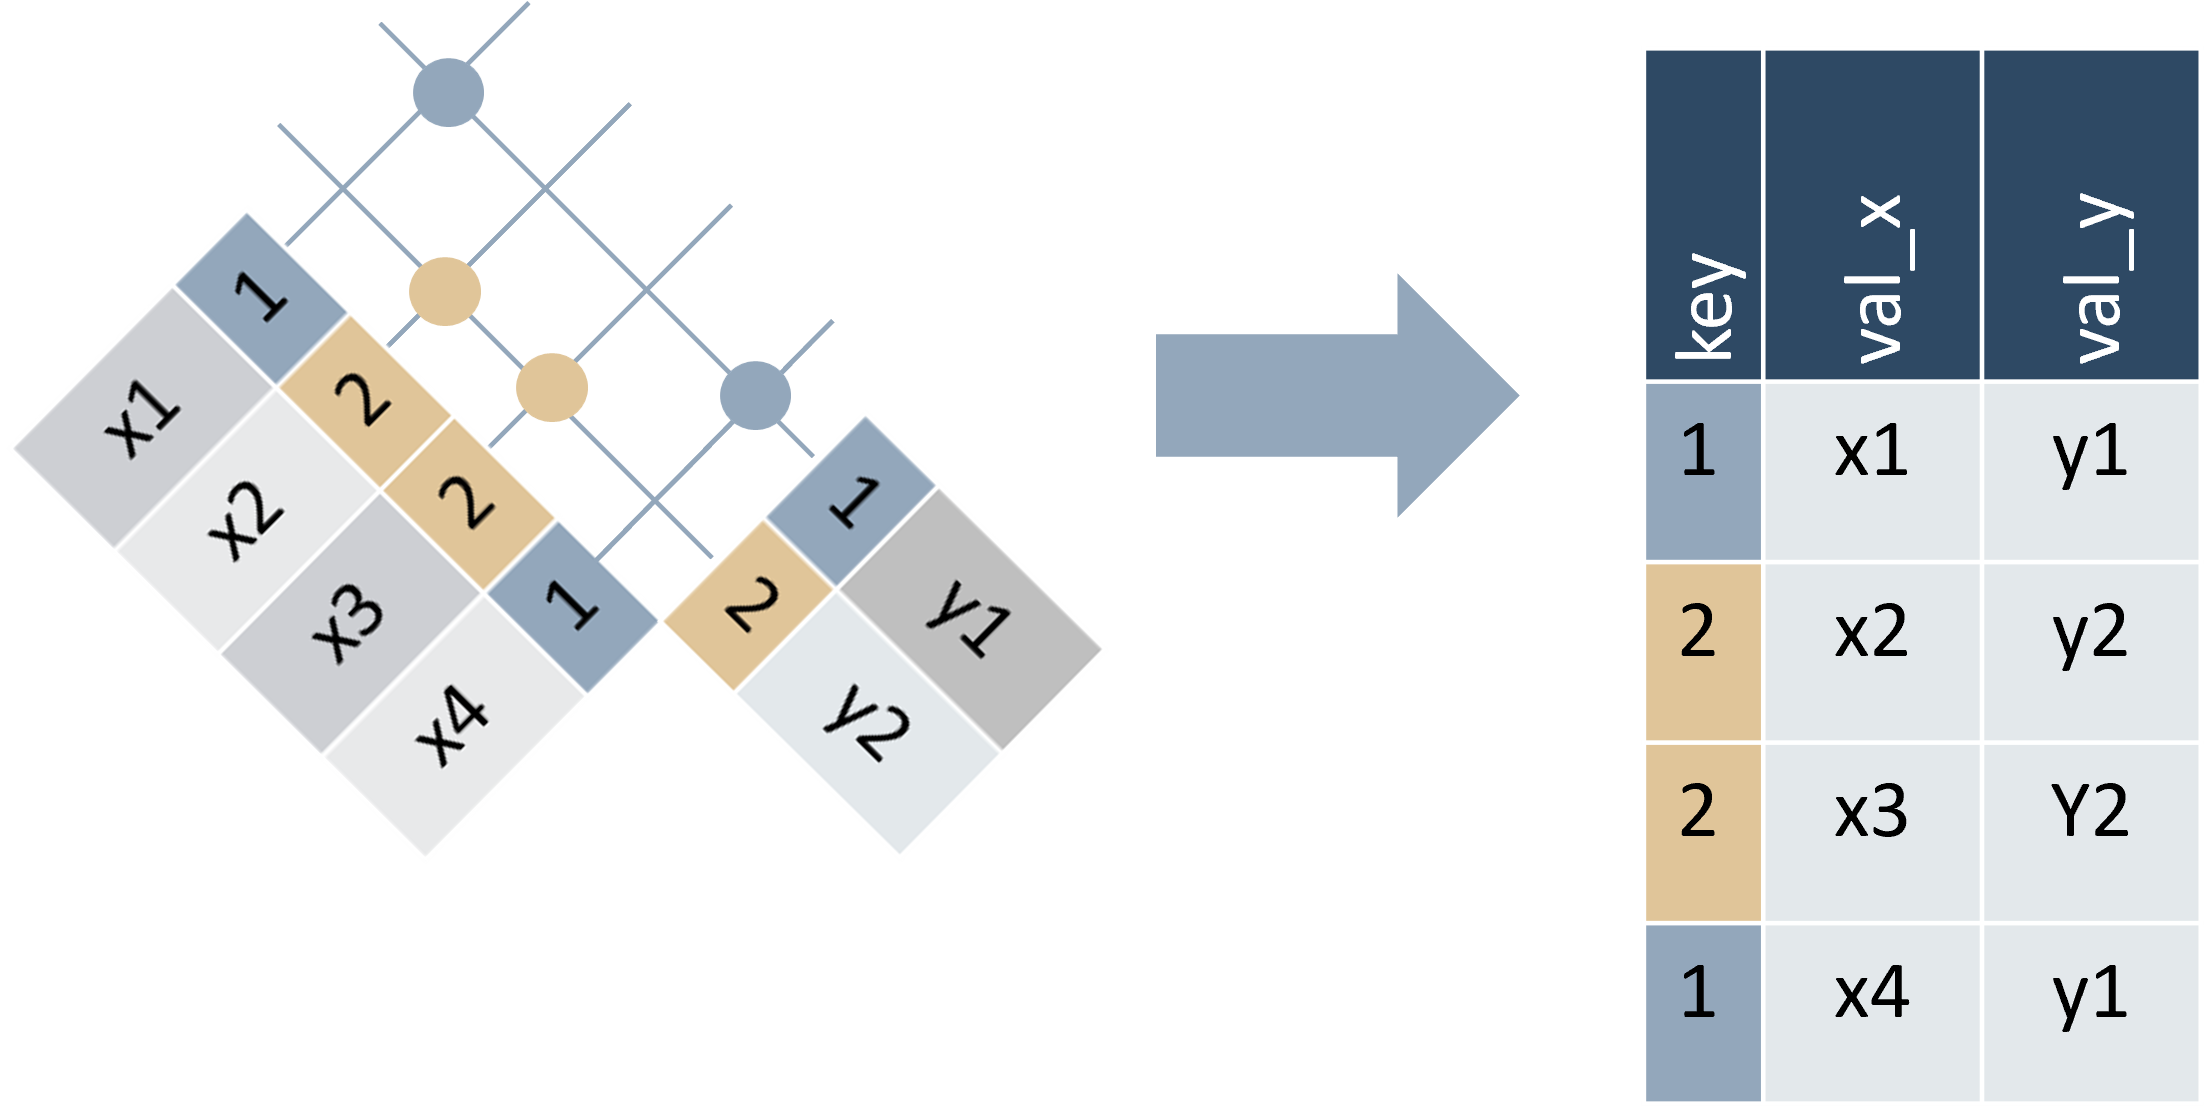 1
x1
2
x2
2
x3
1
x4
1
y1
2
y2
key val_x val_y
1 x1 y1
2 x2 y2
2 x3 Y2
1 x4 y1